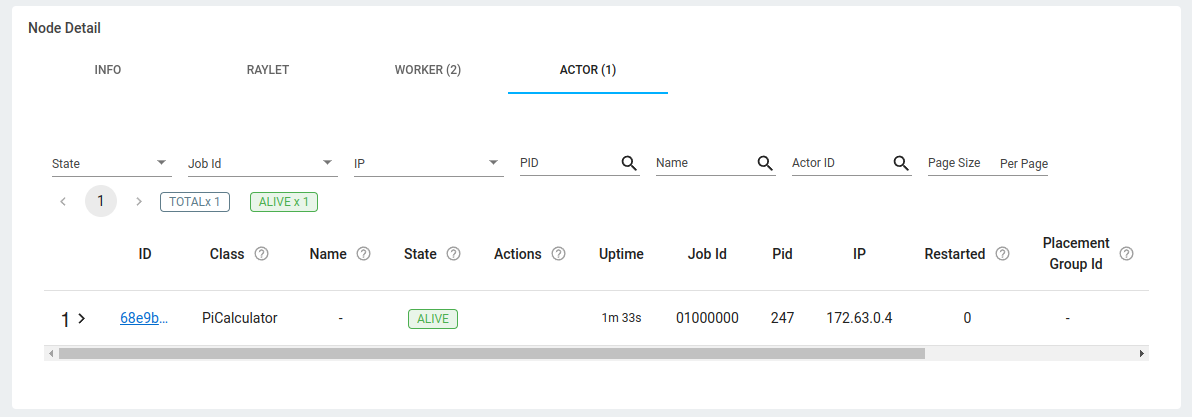 Node Detail
INFO RAYLET WORKER (2) ACTOR (1)
State Job Id IP PID Name Actor ID Page Size Per Page
1 TOTALx 1 ALIVE x 1
ID Class Name State Actions Uptime Job Id Pid IP Restarted Placement Group Id
1 68e9b... PiCalculator - ALIVE 1m 33s 01000000 247 172.63.0.4 0 -